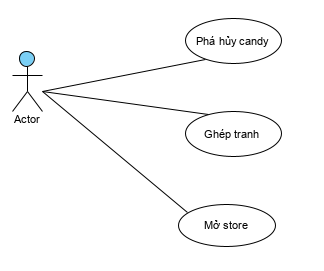 Phá hủy candy
Actor
Ghép tranh
Mở store